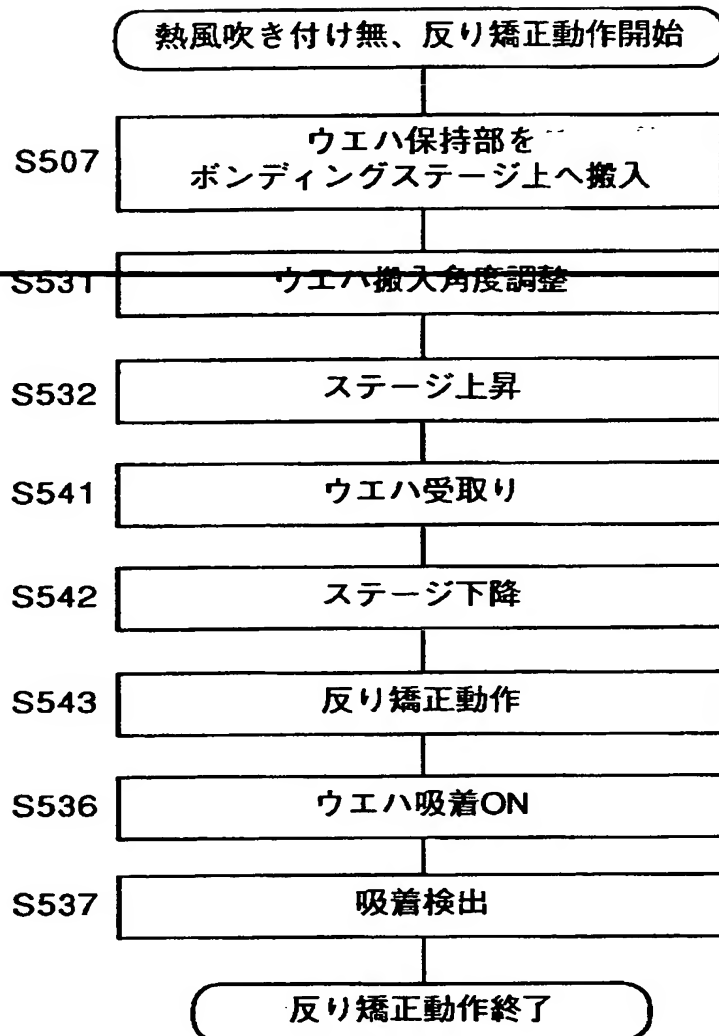 熱風吹き付け無、反り矯正動作開始
S507
ウエハ保持部を
ボンディングステージ上へ搬入
S531
ウエハ搬入角度調整
S532
ステージ上昇
S541
ウエハ受取り
S542
ステージ下降
S543
反り矯正動作
S536
ウエハ吸着ON
S537
吸着検出
反り矯正動作終了